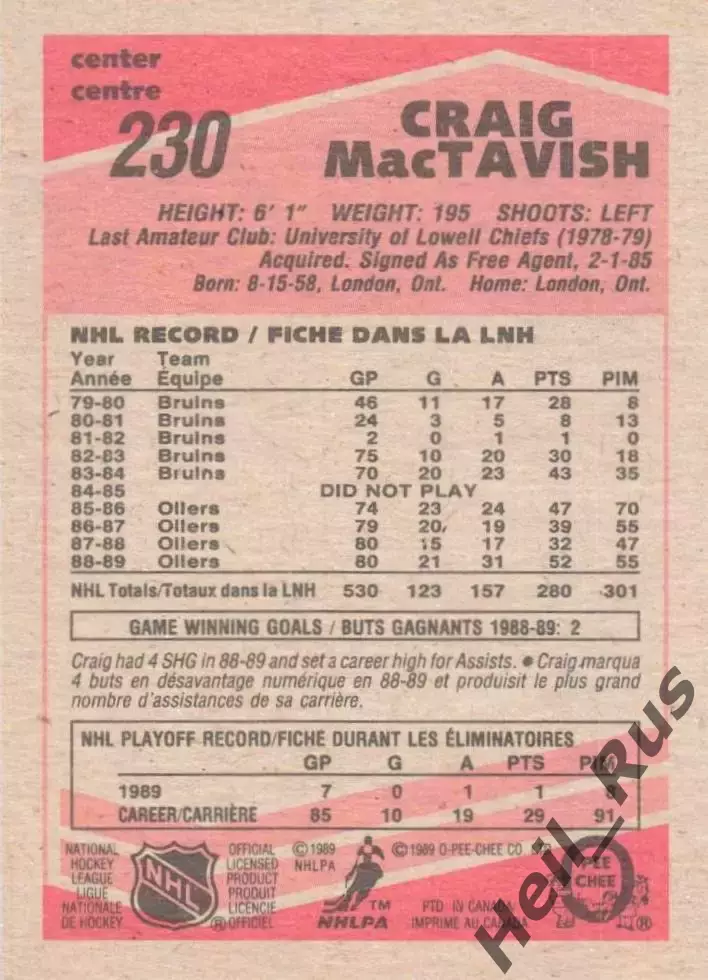 center
centre
230
CRAIG
MacTAVISH
HEIGHT: 6' 1" WEIGHT: 195 SHOOTS: LEFT
Last Amateur Club: University of Lowell Chiefs (1978-79)
Acquired: Signed As Free Agent, 2-1-85
Born: 8-15-58, London, Ont. Home: London, Ont.
NHL RECORD / FICHE DANS LA LNH
Year Team
Année Équipe GP G A PTS PIM
79-80 Bruins 46 11 17 28 8
80-81 Bruins 24 3 5 8 13
81-82 Bruins 2 0 1 1 0
82-83 Bruins 75 10 20 30 18
83-84 Bruins 70 20 23 43 35
84-85 DID NOT PLAY
85-86 Oilers 74 23 24 47 70
86-87 Oilers 79 20 19 39 55
87-88 Oilers 80 15 17 32 47
88-89 Oilers 80 21 31 52 55
NHL Totals/Totaux dans la LNH 530 123 157 280 301
GAME WINNING GOALS / BUTS GAGNANTS 1988-89: 2
Craig had 4 SHG in 88-89 and set a career high for Assists. • Craig marqua
4 buts en désavantage numérique en 88-89 et produisit le plus grand
nombre d'assistances de sa carrière.
NHL PLAYOFF RECORD/FICHE DURANT LES ÉLIMINATOIRES
GP G A PTS PIM
1989 7 0 1 1 8
CAREER/CARRIÈRE 85 10 19 29 91
NATIONAL
HOCKEY
LEAGUE
LIGUE
NATIONALE
DE HOCKEY
NHL
OFFICIAL
LICENSED
PRODUCT
PRODUIT
LICENCIE
® OFFICIEL
© 1989
NHLPA
TM
NHLPA
© 1989 O-PEE-CHEE CO
PTD IN CANADA
IMPRIME AU CANADA
O
PEE
CHEE
®
Heil_Rus